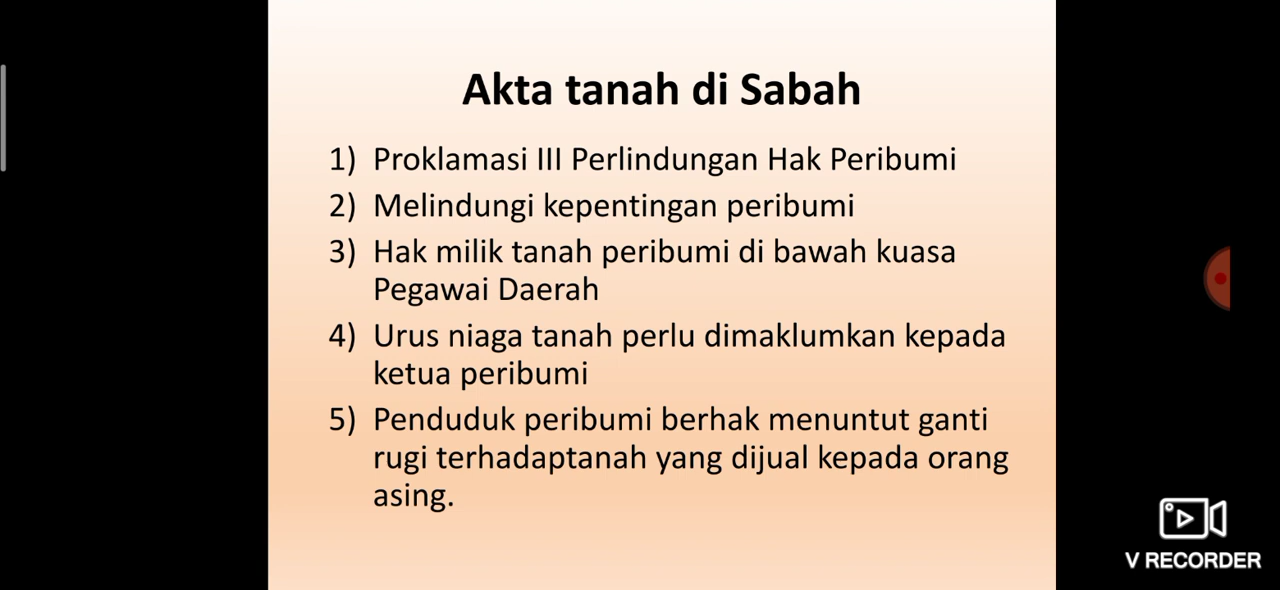 Akta tanah di Sabah
1) Proklamasi III Perlindungan Hak Peribumi
2) Melindungi kepentingan peribumi
3) Hak milik tanah peribumi di bawah kuasa
Pegawai Daerah
4) Urus niaga tanah perlu dimaklumkan kepada
ketua peribumi
5) Penduduk peribumi berhak menuntut ganti
rugi terhadaptanah yang dijual kepada orang
asing.
V RECORDER